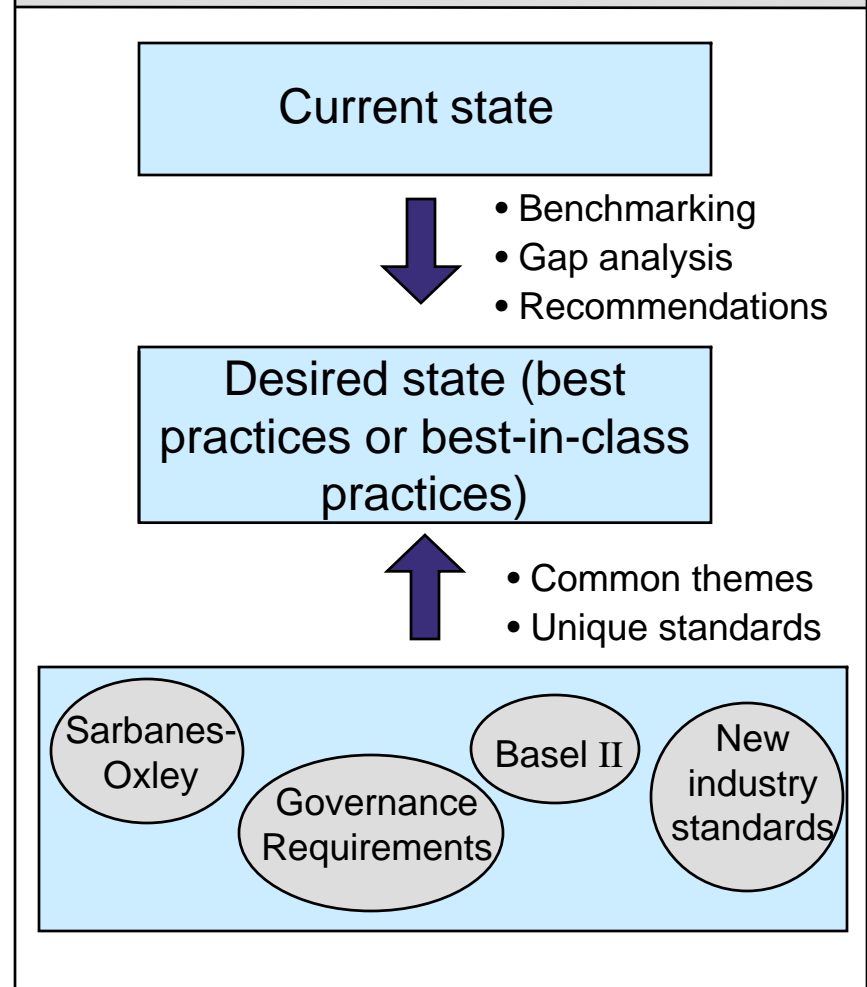 Current state
• Benchmarking
• Gap analysis
• Recommendations
Desired state (best
practices or best-in-class
practices)
• Common themes
• Unique standards
Sarbanes-
Oxley
Governance
Requirements
Basel II
New
industry
standards